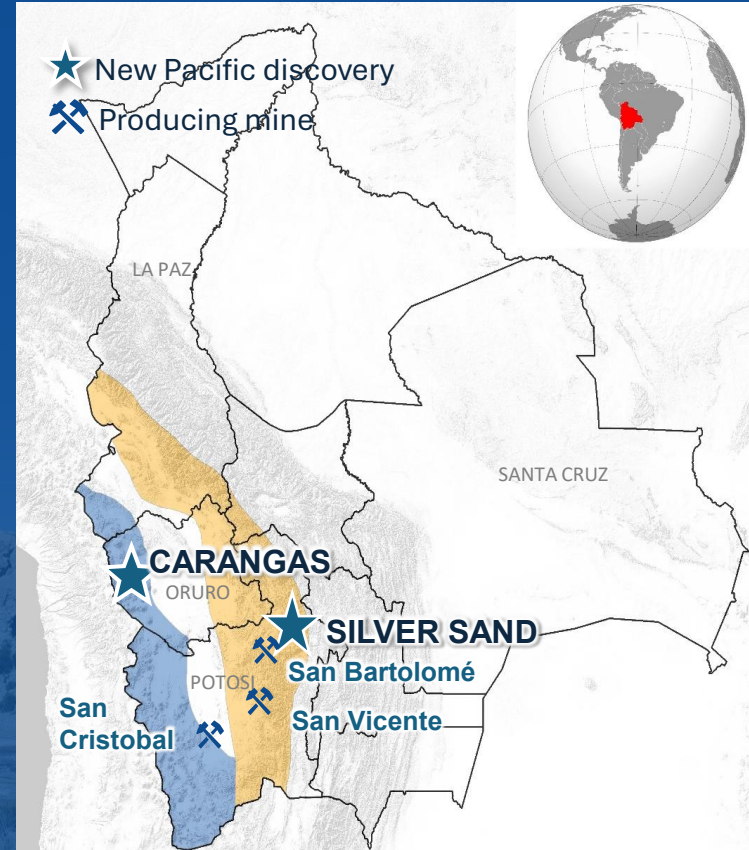 New Pacific discovery
Producing mine
LA PAZ
SANTA CRUZ
CARANGAS
ORURO
SILVER SAND
San Bartolomé
POTOSI
San Vicente
San
Cristobal